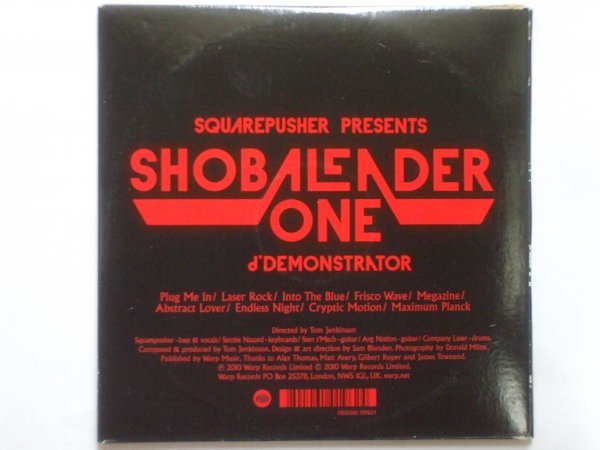 SQUAREPUSHER PRESENTS
SHOBALEADER
ONE
d'DEMONSTRATOR
Plug Me In/ Laser Rock/ Into The Blue/ Frisco Wave/ Megazine/
Abstract Lover/ Endless Night/ Cryptic Motion/ Maximum Planck
Directed by Tom Jenkinson
Squarepusher - bass & vocals/ Strobe Nazard - keyboards/ Sten t'Mech - guitar/ Arg Nution - guitar/ Company Laser - drums.
Composed & produced by Tom Jenkinson. Design & art direction by Sam Blunden. Photography by Donald Milne.
Published by Warp Music. Thanks to Alex Thomas, Matt Avery, Gilbert Roper and James Townend.
℗ 2010 Warp Records Limited. © 2010 Warp Records Limited.
Warp Records PO Box 25378, London, NW5 1GL, UK. warp.net